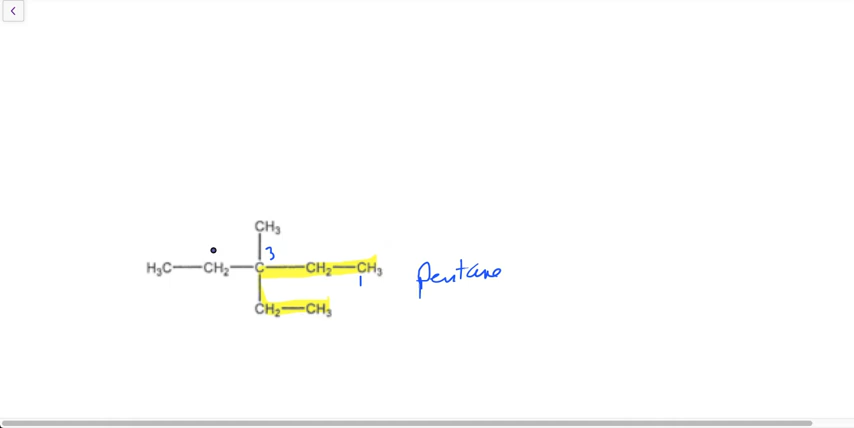 CH₃
3
H₃C—CH₂—C—CH₂—CH₃
1
pentane
CH₂—CH₃